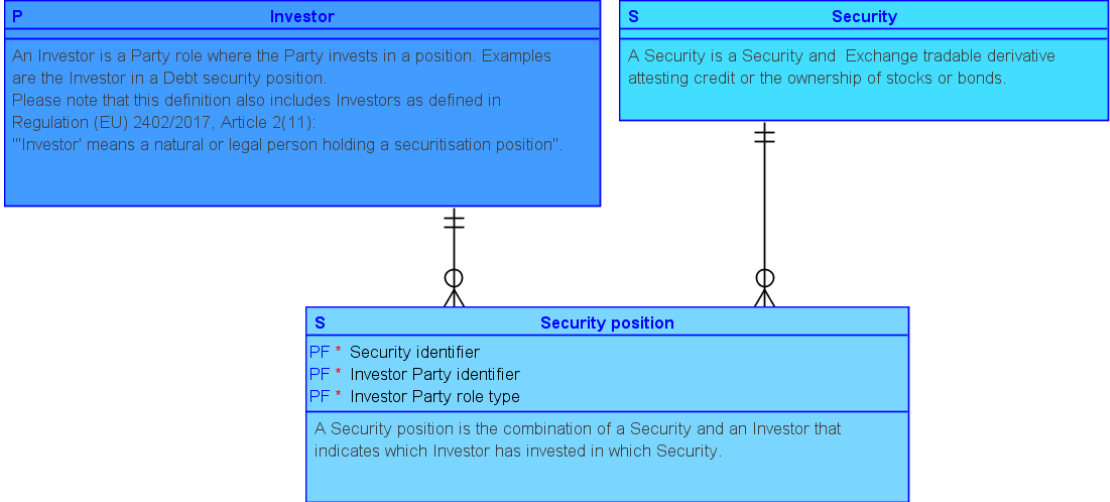 P Investor
An Investor is a Party role where the Party invests in a position. Examples
are the Investor in a Debt security position.
Please note that this definition also includes Investors as defined in
Regulation (EU) 2402/2017, Article 2(11):
"'Investor' means a natural or legal person holding a securitisation position".
S Security
A Security is a Security and  Exchange tradable derivative
attesting credit or the ownership of stocks or bonds.
S Security position
PF * Security identifier
PF * Investor Party identifier
PF * Investor Party role type
A Security position is the combination of a Security and an Investor that
indicates which Investor has invested in which Security.